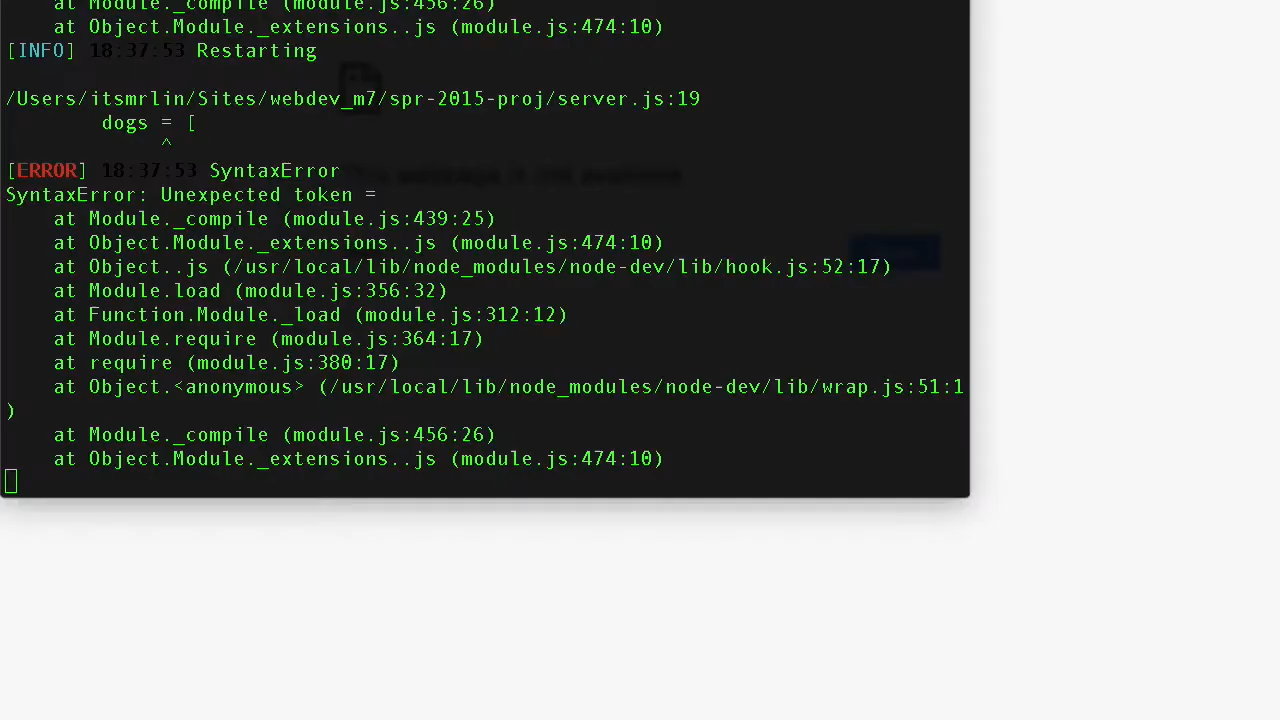 at Module._compile (module.js:456:26)
at Object.Module._extensions..js (module.js:474:10)
[INFO] 18:37:53 Restarting
/Users/itsmrlin/Sites/webdev_m7/spr-2015-proj/server.js:19
dogs = [
^
[ERROR] 18:37:53 SyntaxError
SyntaxError: Unexpected token =
at Module._compile (module.js:439:25)
at Object.Module._extensions..js (module.js:474:10)
at Object..js (/usr/local/lib/node_modules/node-dev/lib/hook.js:52:17)
at Module.load (module.js:356:32)
at Function.Module._load (module.js:312:12)
at Module.require (module.js:364:17)
at require (module.js:380:17)
at Object.<anonymous> (/usr/local/lib/node_modules/node-dev/lib/wrap.js:51:1
)
at Module._compile (module.js:456:26)
at Object.Module._extensions..js (module.js:474:10)